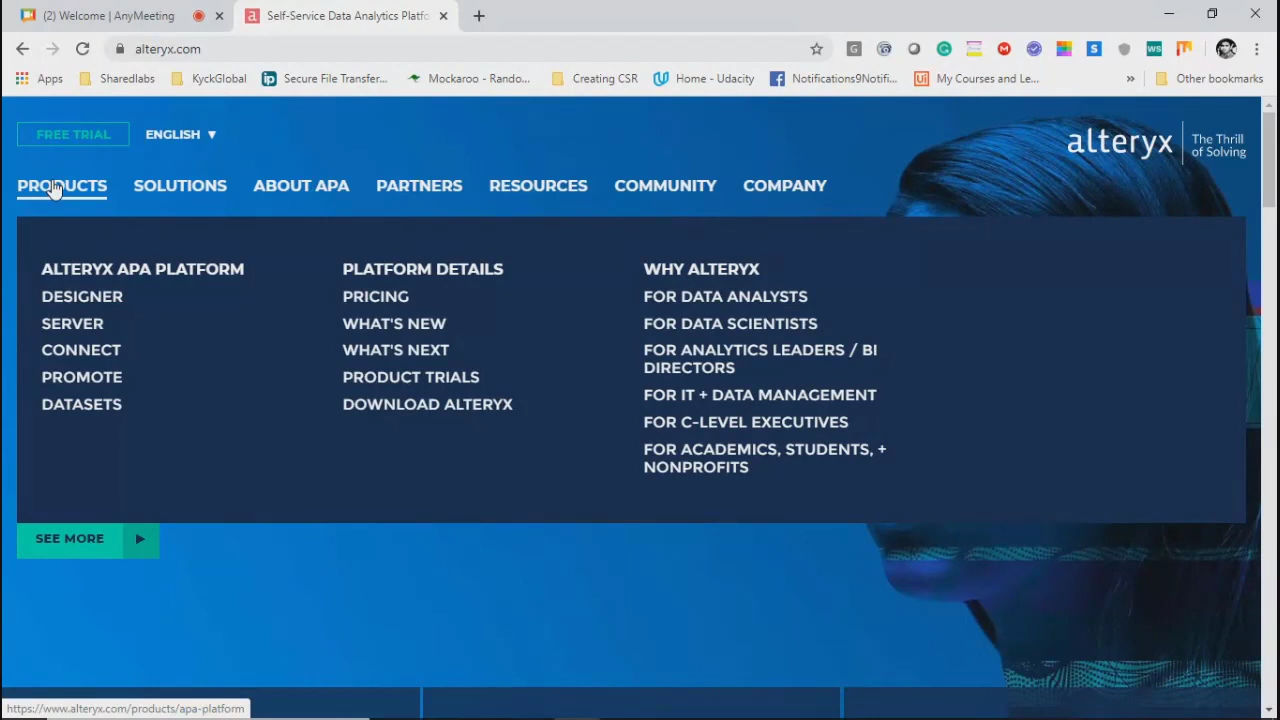 (2) Welcome | AnyMeeting
Self-Service Data Analytics Platfo
alteryx.com
Apps
Sharedlabs
KyckGlobal
Secure File Transfer...
Mockaroo - Rando...
Creating CSR
Home - Udacity
Notifications9Notifi...
My Courses and Le...
»
Other bookmarks
FREE TRIAL
ENGLISH ▼
alteryx
The Thrill
of Solving
PRODUCTS
SOLUTIONS
ABOUT APA
PARTNERS
RESOURCES
COMMUNITY
COMPANY
ALTERYX APA PLATFORM
DESIGNER
SERVER
CONNECT
PROMOTE
DATASETS
PLATFORM DETAILS
PRICING
WHAT'S NEW
WHAT'S NEXT
PRODUCT TRIALS
DOWNLOAD ALTERYX
WHY ALTERYX
FOR DATA ANALYSTS
FOR DATA SCIENTISTS
FOR ANALYTICS LEADERS / BI
DIRECTORS
FOR IT + DATA MANAGEMENT
FOR C-LEVEL EXECUTIVES
FOR ACADEMICS, STUDENTS, +
NONPROFITS
SEE MORE
https://www.alteryx.com/products/apa-platform